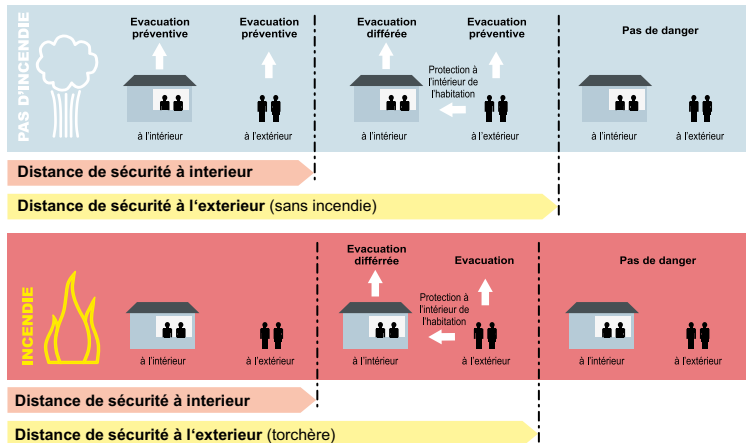 PAS D'INCENDIE
Evacuation
préventive
Evacuation
préventive
Evacuation
différée
Evacuation
préventive
Pas de danger
Protection à
l'intérieur de
l'habitation
à l'intérieur
à l'extérieur
à l'intérieur
à l'extérieur
à l'intérieur
à l'extérieur
Distance de sécurité à interieur
Distance de sécurité à l‘exterieur (sans incendie)
INCENDIE
Evacuation
différrée
Evacuation
Pas de danger
Protection à
l'intérieur de
l'habitation
à l'intérieur
à l'extérieur
à l'intérieur
à l'extérieur
à l'intérieur
à l'extérieur
Distance de sécurité à interieur
Distance de sécurité à l‘exterieur (torchère)